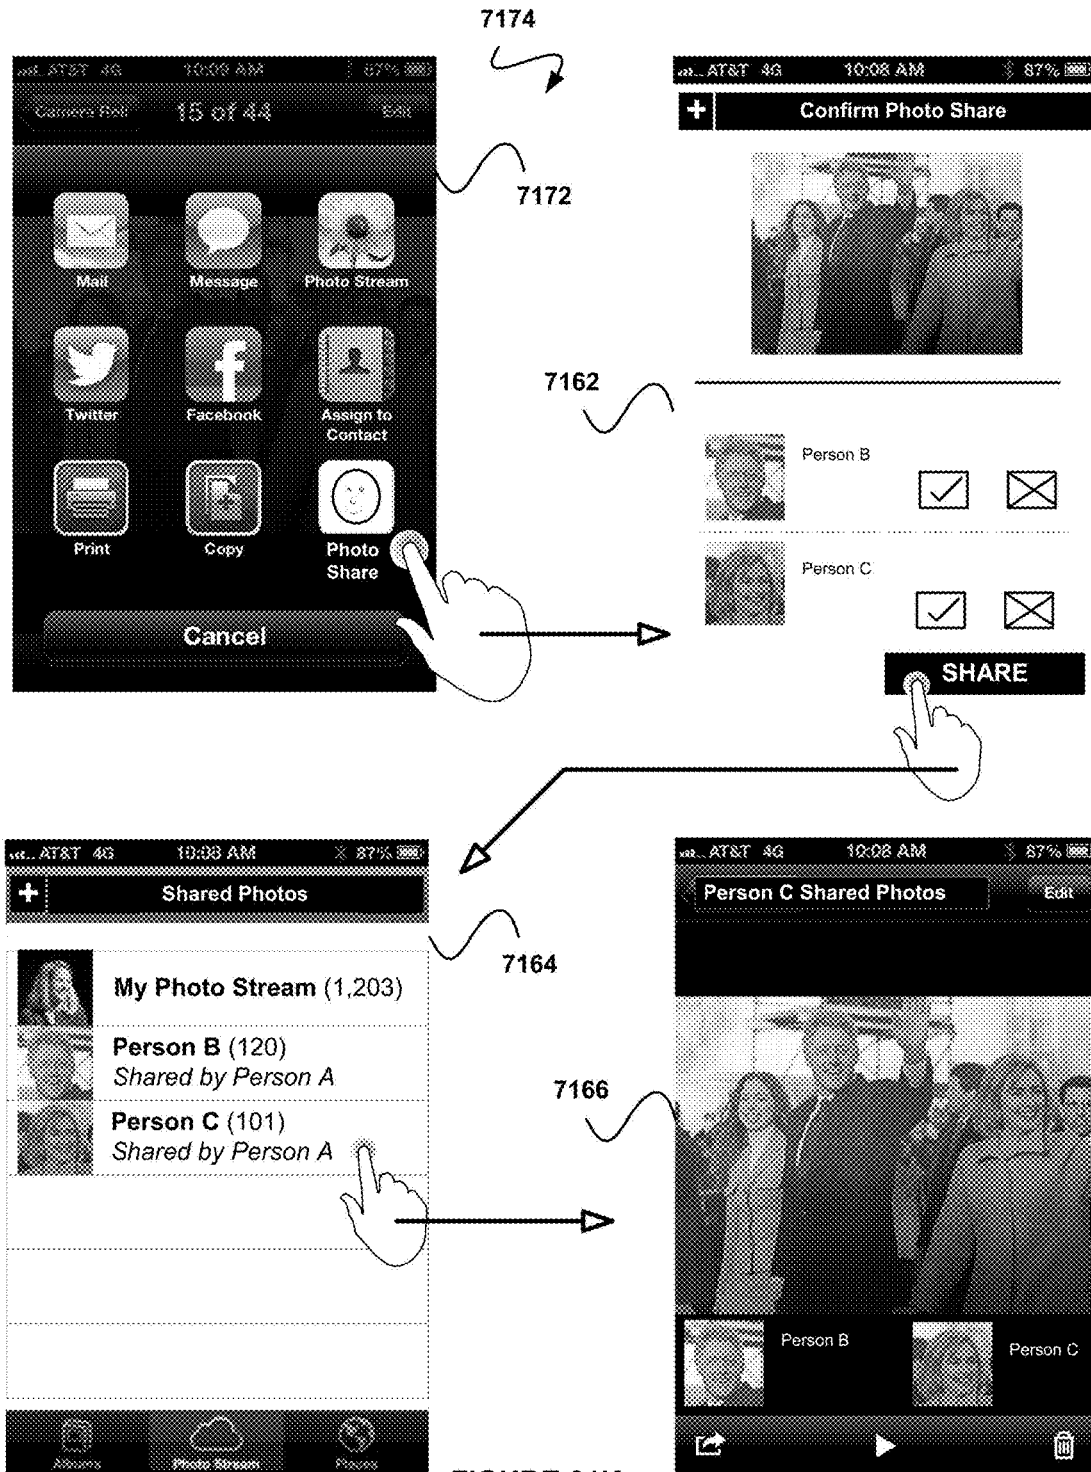 7174
AT&T 4G 10:09 AM 87%
Camera Roll 15 of 44 Edit
7172
Mail Message Photo Stream
Twitter Facebook Assign to
Contact
Print Copy Photo
Share
Cancel
AT&T 4G 10:08 AM 87%
+ Confirm Photo Share
7162
Person B
Person C
SHARE
AT&T 4G 10:08 AM 87%
+ Shared Photos
7164
My Photo Stream (1,203)
Person B (120)
Shared by Person A
Person C (101)
Shared by Person A
Albums Photo Stream Places
AT&T 4G 10:08 AM 87%
Person C Shared Photos Edit
7166
Person B Person C